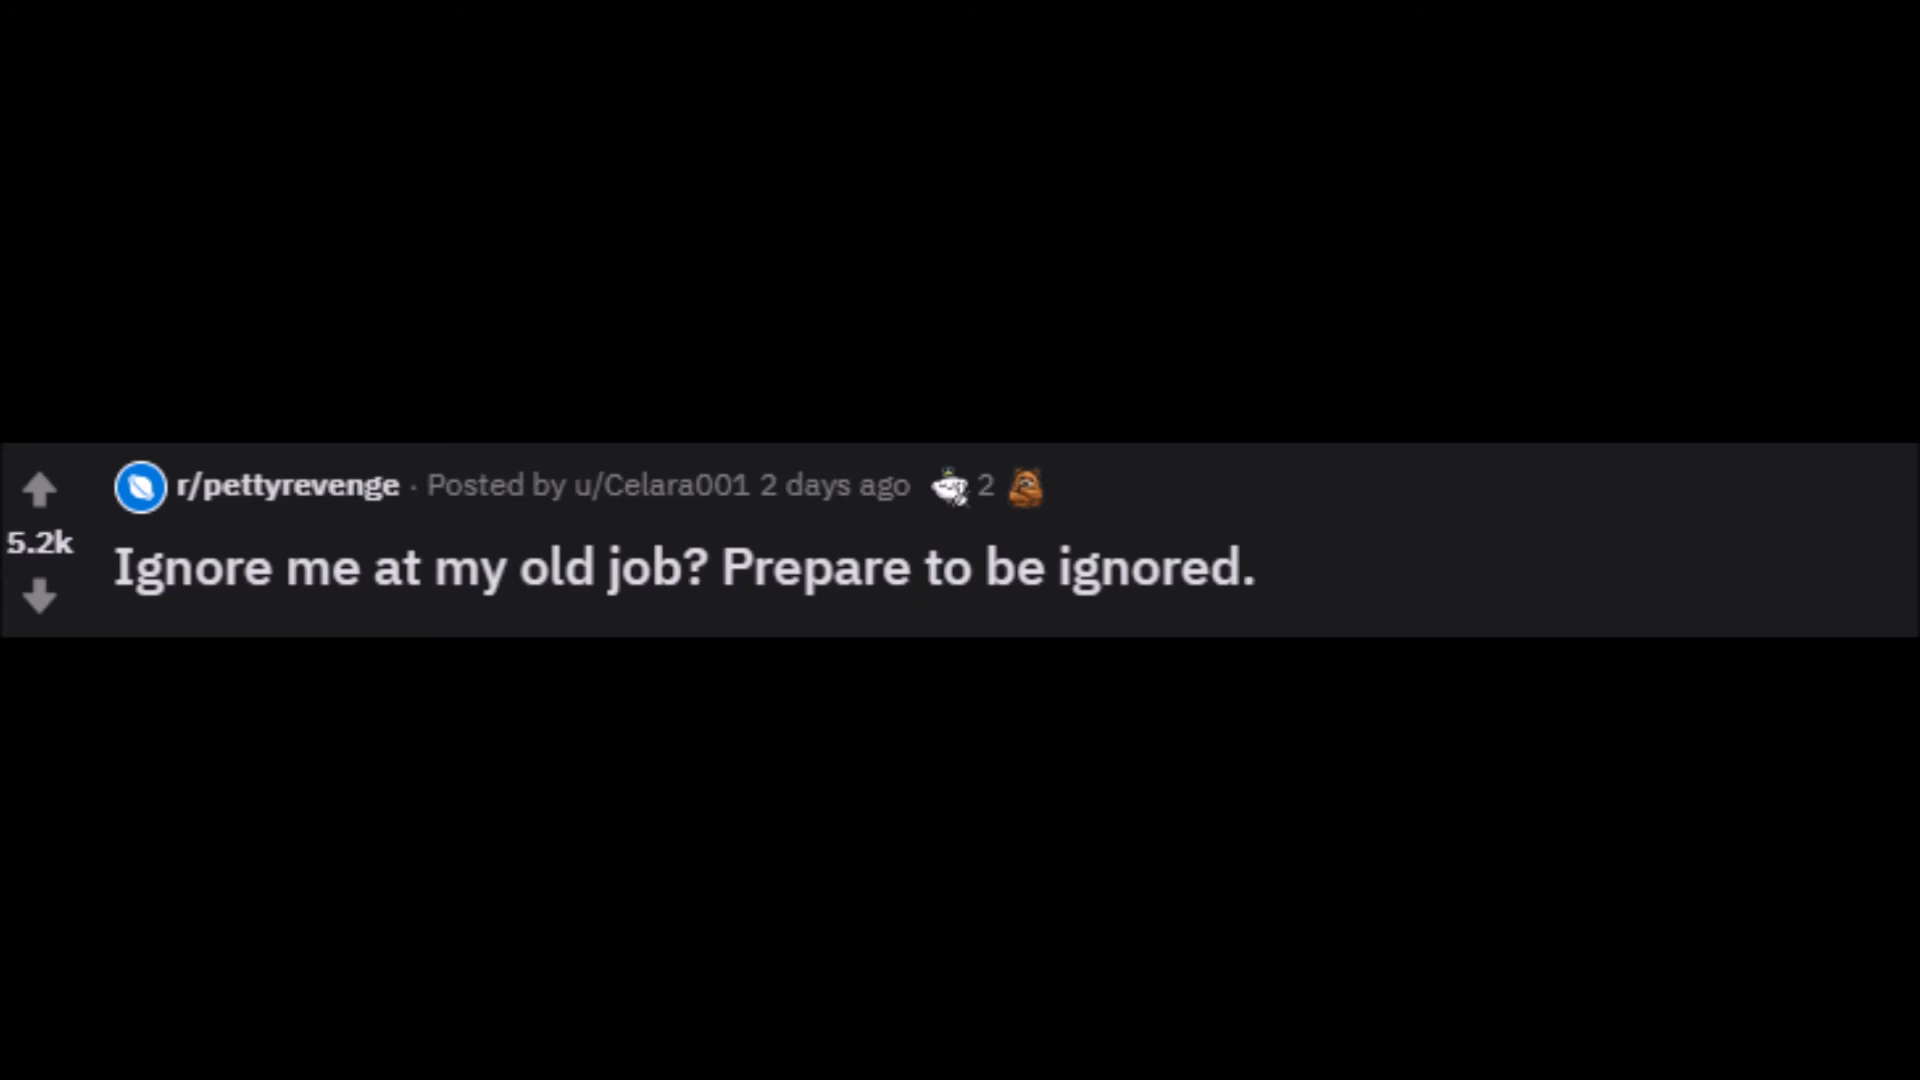 r/pettyrevenge · Posted by u/Celara001 2 days ago 2
5.2k
Ignore me at my old job? Prepare to be ignored.